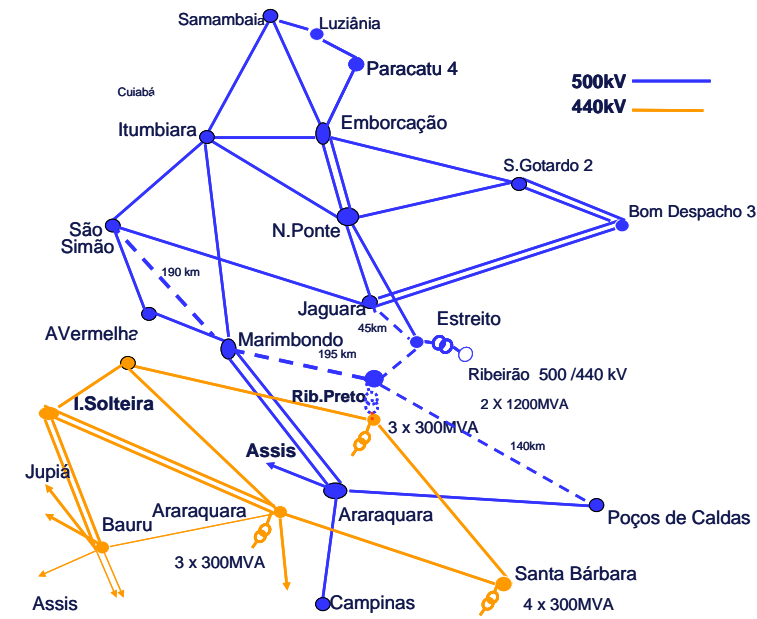 Samambaia
Luziânia
Paracatu 4
500kV
Cuiabá
440kV
Itumbiara
Emborcação
S.Gotardo 2
Bom Despacho 3
São
Simão
N.Ponte
190 km
Jaguara
45km
Estreito
AVermelha
Marimbondo
195 km
Ribeirão 500 /440 kV
Rib.Preto
2 X 1200MVA
I.Solteira
3 x 300MVA
140km
Assis
Jupiá
Araraquara
Araraquara
Bauru
Poços de Caldas
3 x 300MVA
Santa Bárbara
Assis
Campinas
4 x 300MVA